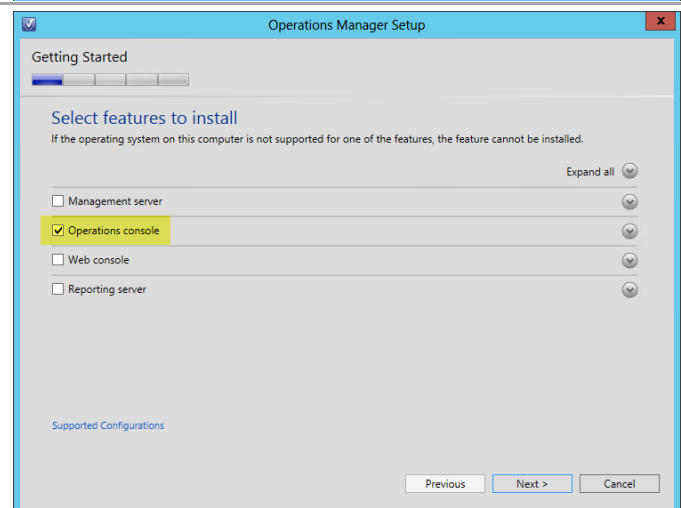 Operations Manager Setup
x
Getting Started
Select features to install
If the operating system on this computer is not supported for one of the features, the feature cannot be installed.
Expand all
Management server
Operations console
Web console
Reporting server
Supported Configurations
Previous
Next >
Cancel